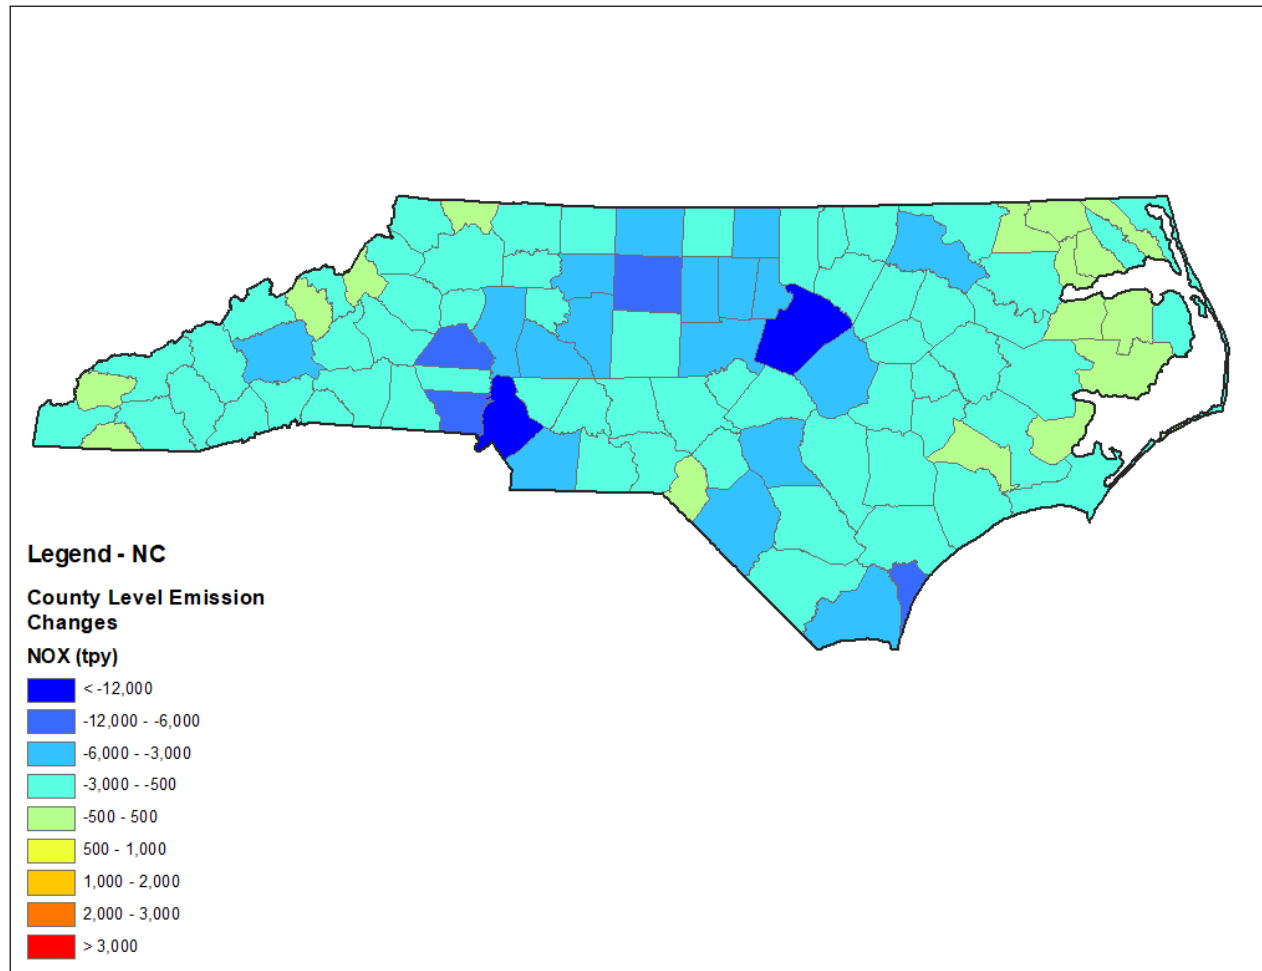 Legend - NC
County Level Emission
Changes
NOX (tpy)
< -12,000
-12,000 - -6,000
-6,000 - -3,000
-3,000 - -500
-500 - 500
500 - 1,000
1,000 - 2,000
2,000 - 3,000
> 3,000